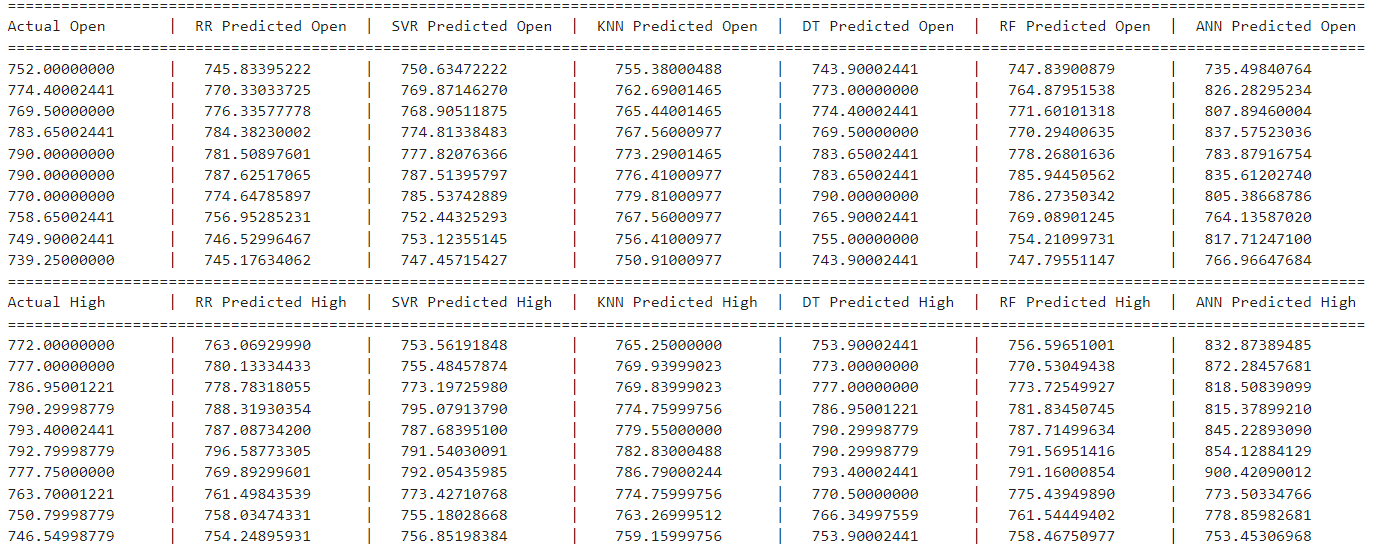 =======================================================================================================================================================
Actual Open | RR Predicted Open | SVR Predicted Open | KNN Predicted Open | DT Predicted Open | RF Predicted Open | ANN Predicted Open
=======================================================================================================================================================
752.00000000 | 745.83395222 | 750.63472222 | 755.38000488 | 743.90002441 | 747.83900879 | 735.49840764
774.40002441 | 770.33033725 | 769.87146270 | 762.69001465 | 773.00000000 | 764.87951538 | 826.28295234
769.50000000 | 776.33577778 | 768.90511875 | 765.44001465 | 774.40002441 | 771.60101318 | 807.89460004
783.65002441 | 784.38230002 | 774.81338483 | 767.56000977 | 769.50000000 | 770.29400635 | 837.57523036
790.00000000 | 781.50897601 | 777.82076366 | 773.29001465 | 783.65002441 | 778.26801636 | 783.87916754
790.00000000 | 787.62517065 | 787.51395797 | 776.41000977 | 783.65002441 | 785.94450562 | 835.61202740
770.00000000 | 774.64785897 | 785.53742889 | 779.81000977 | 790.00000000 | 786.27350342 | 805.38668786
758.65002441 | 756.95285231 | 752.44325293 | 767.56000977 | 765.90002441 | 769.08901245 | 764.13587020
749.90002441 | 746.52996467 | 753.12355145 | 756.41000977 | 755.00000000 | 754.21099731 | 817.71247100
739.25000000 | 745.17634062 | 747.45715427 | 750.91000977 | 743.90002441 | 747.79551147 | 766.96647684
=======================================================================================================================================================
Actual High | RR Predicted High | SVR Predicted High | KNN Predicted High | DT Predicted High | RF Predicted High | ANN Predicted High
=======================================================================================================================================================
772.00000000 | 763.06929990 | 753.56191848 | 765.25000000 | 753.90002441 | 756.59651001 | 832.87389485
777.00000000 | 780.13334433 | 755.48457874 | 769.93999023 | 773.00000000 | 770.53049438 | 872.28457681
786.95001221 | 778.78318055 | 773.19725980 | 769.83999023 | 777.00000000 | 773.72549927 | 818.50839099
790.29998779 | 788.31930354 | 795.07913790 | 774.75999756 | 786.95001221 | 781.83450745 | 815.37899210
793.40002441 | 787.08734200 | 787.68395100 | 779.55000000 | 790.29998779 | 787.71499634 | 845.22893090
792.79998779 | 796.58773305 | 791.54030091 | 782.83000488 | 790.29998779 | 791.56951416 | 854.12884129
777.75000000 | 769.89299601 | 792.05435985 | 786.79000244 | 793.40002441 | 791.16000854 | 900.42090012
763.70001221 | 761.49843539 | 773.42710768 | 774.75999756 | 770.50000000 | 775.43949890 | 773.50334766
750.79998779 | 758.03474331 | 755.18028668 | 763.26999512 | 766.34997559 | 761.54449402 | 778.85982681
746.54998779 | 754.24895931 | 756.85198384 | 759.15999756 | 753.90002441 | 758.46750977 | 753.45306968